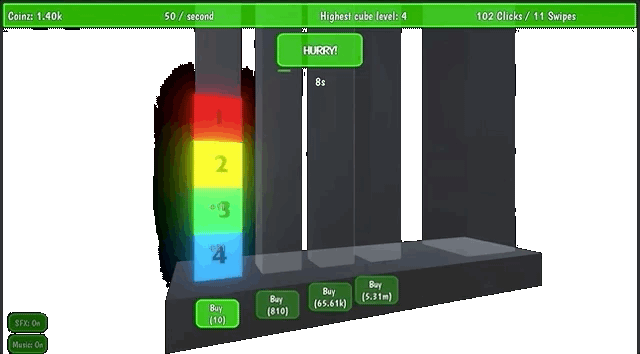 Coinz: 1.40k 50 / second Highest cube level: 4 102 Clicks / 11 Swipes
HURRY!
8s
1
2
3
4
Buy
(10)
Buy
(810)
Buy
(65.61k)
Buy
(5.31m)
SFX: On
Music: On